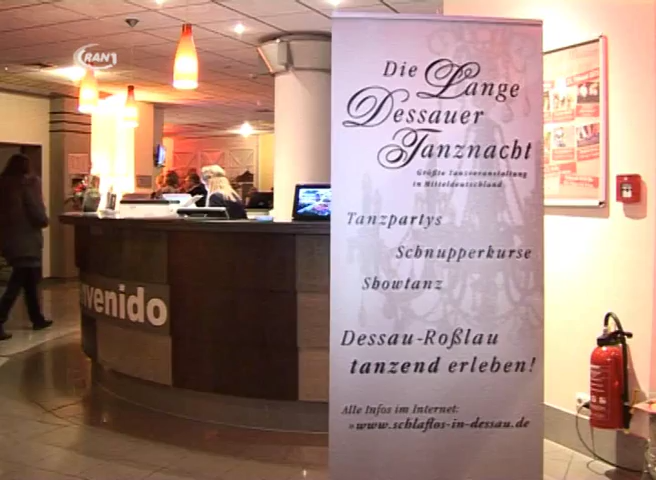 RAN1
Die Lange
Dessauer
Tanznacht
Größte Tanzveranstaltung
in Mitteldeutschland
Tanzpartys
Schnupperkurse
Showtanz
Dessau-Roßlau
tanzend erleben!
Alle Infos im Internet:
»www.schlaflos-in-dessau.de
nvenido